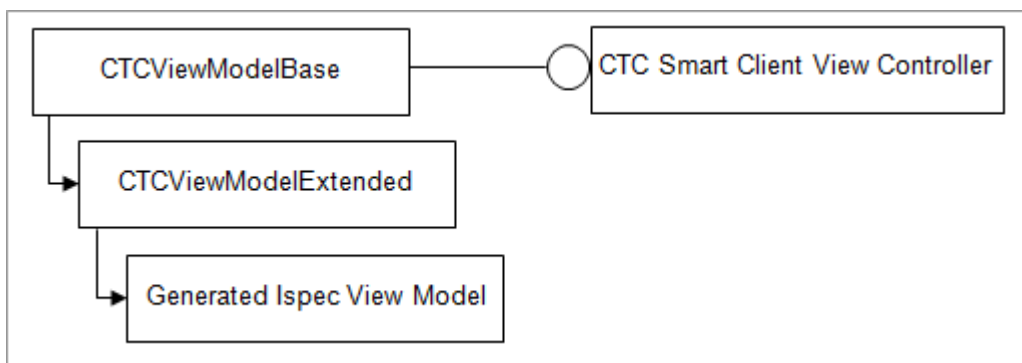 CTCViewModelBase
CTC Smart Client View Controller
CTCViewModelExtended
Generated Ispec View Model